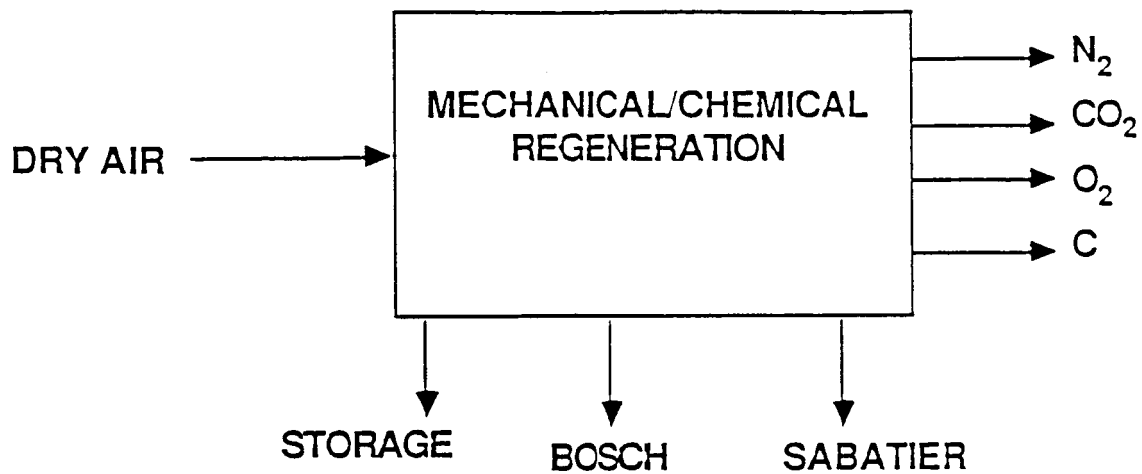 MECHANICAL/CHEMICAL
REGENERATION
DRY AIR
N₂
CO₂
O₂
C
STORAGE
BOSCH
SABATIER